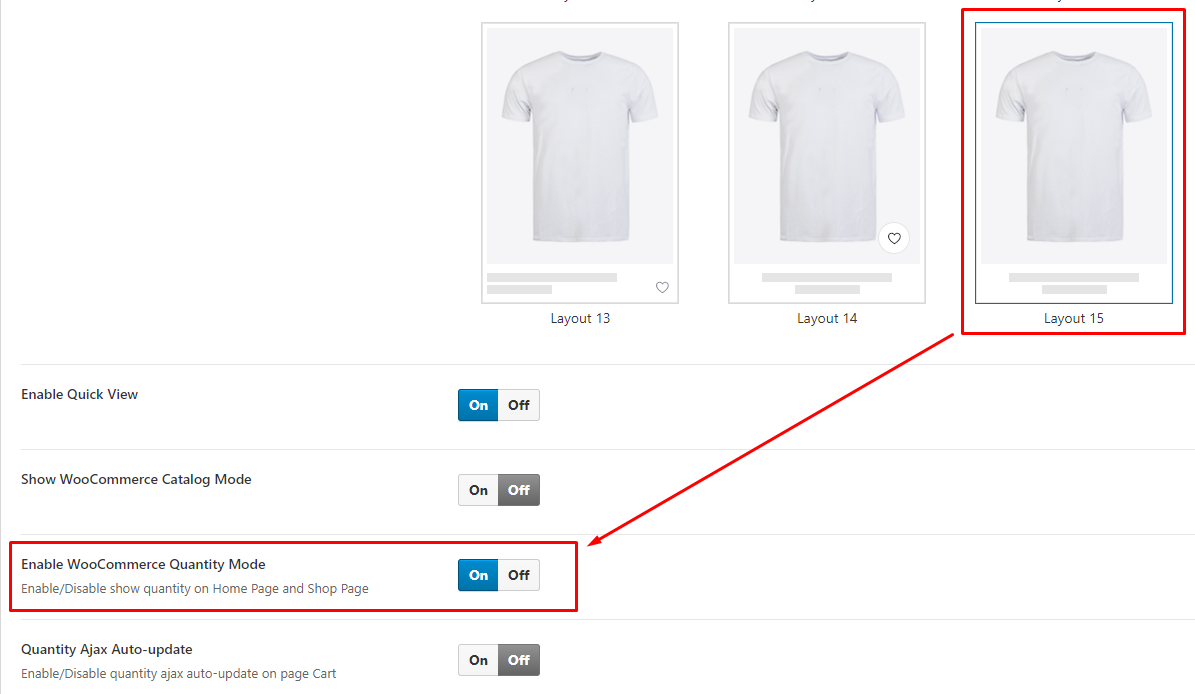 Layout 13
Layout 14
Layout 15
Enable Quick View
On Off
Show WooCommerce Catalog Mode
On Off
Enable WooCommerce Quantity Mode
On Off
Enable/Disable show quantity on Home Page and Shop Page
Quantity Ajax Auto-update
On Off
Enable/Disable quantity ajax auto-update on page Cart